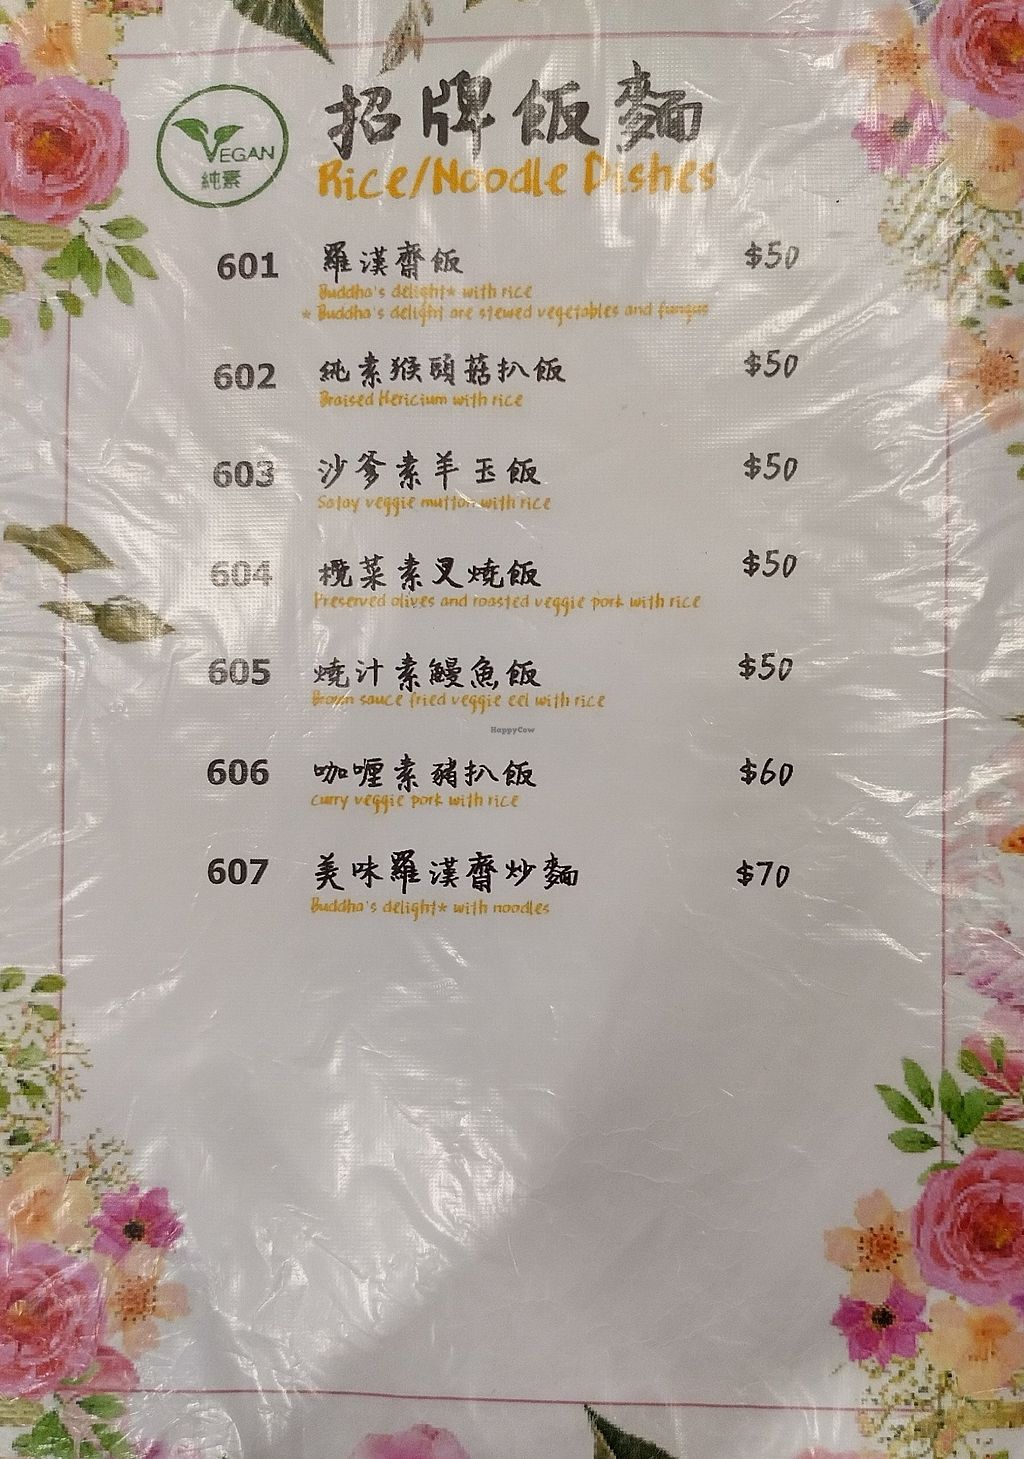 VEGAN
純素
招牌飯麵
Rice/Noodle Dishes
601 羅漢齋飯 $50
Buddha's delight* with rice
* Buddha's delight are stewed vegetables and fungus
602 純素猴頭菇扒飯 $50
Braised Hericium with rice
603 沙爹素羊玉飯 $50
Satay veggie mutton with rice
604 欖菜素叉燒飯 $50
Preserved olives and roasted veggie pork with rice
605 燒汁素鰻魚飯 $50
Brown sauce fried veggie eel with rice
HappyCow
606 咖喱素豬扒飯 $60
curry veggie pork with rice
607 美味羅漢齋炒麵 $70
Buddha's delight* with noodles